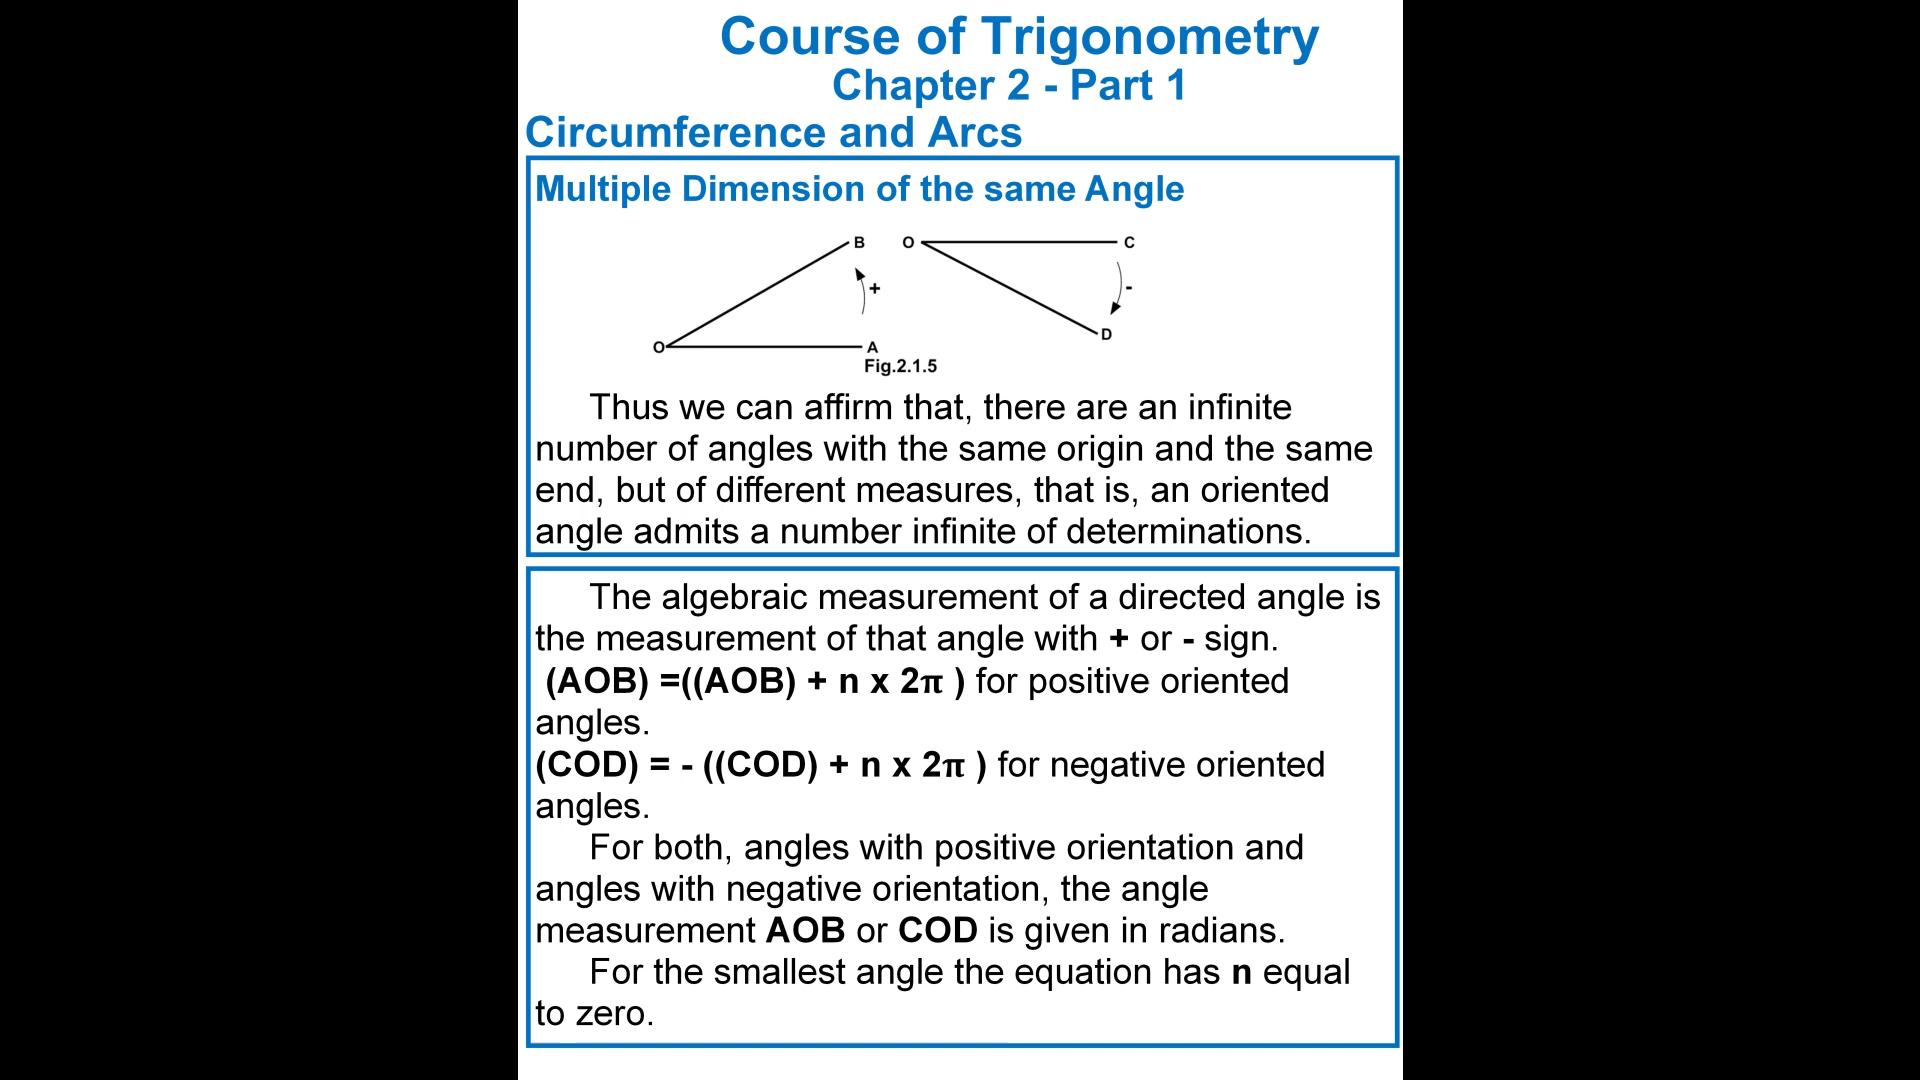 Course of Trigonometry
Chapter 2 - Part 1
Circumference and Arcs
Multiple Dimension of the same Angle
B O C
+ -
D
O A
Fig.2.1.5
Thus we can affirm that, there are an infinite
number of angles with the same origin and the same
end, but of different measures, that is, an oriented
angle admits a number infinite of determinations.
The algebraic measurement of a directed angle is
the measurement of that angle with + or - sign.
(AOB) =((AOB) + n x 2π ) for positive oriented
angles.
(COD) = - ((COD) + n x 2π ) for negative oriented
angles.
For both, angles with positive orientation and
angles with negative orientation, the angle
measurement AOB or COD is given in radians.
For the smallest angle the equation has n equal
to zero.